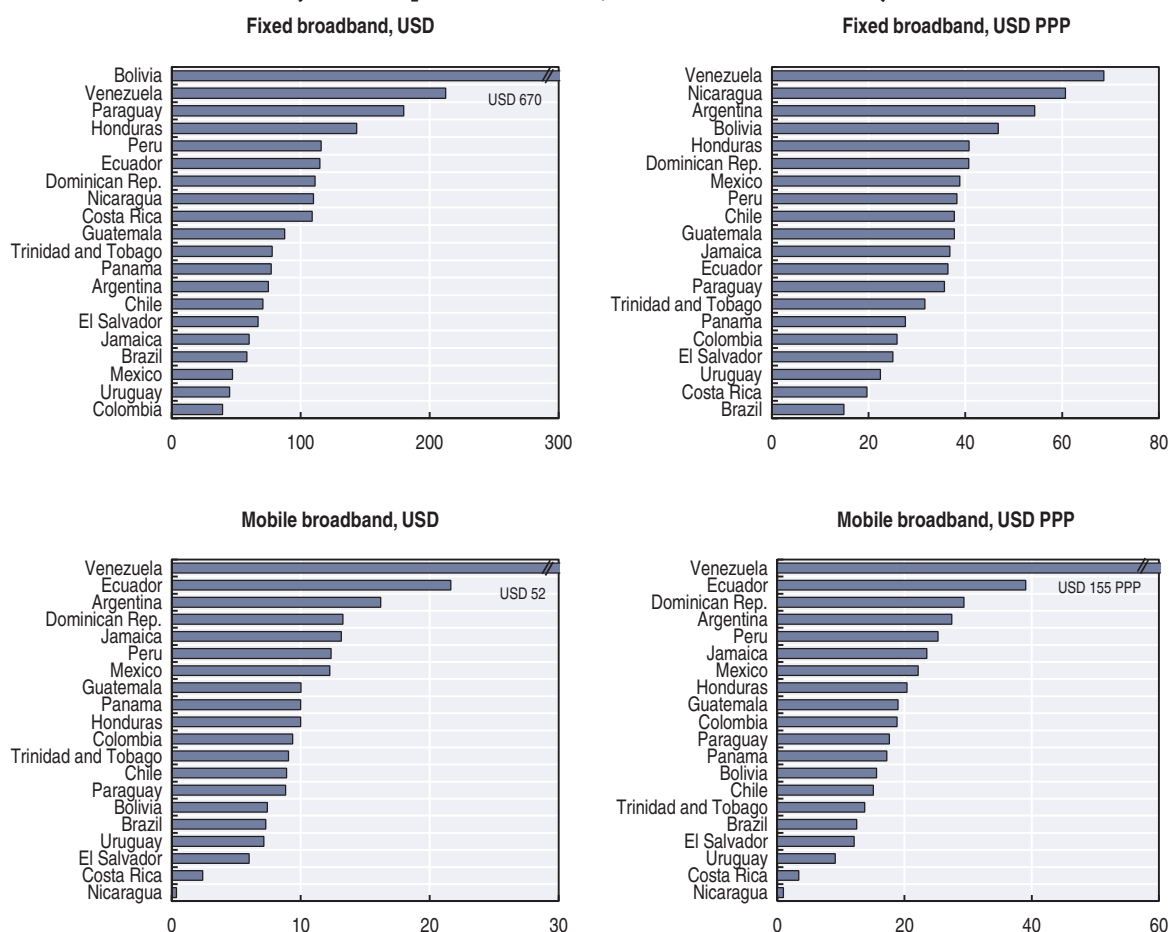 Fixed broadband, USD
Bolivia
Venezuela
USD 670
Paraguay
Honduras
Peru
Ecuador
Dominican Rep.
Nicaragua
Costa Rica
Guatemala
Trinidad and Tobago
Panama
Argentina
Chile
El Salvador
Jamaica
Brazil
Mexico
Uruguay
Colombia
0 100 200 300
Fixed broadband, USD PPP
Venezuela
Nicaragua
Argentina
Bolivia
Honduras
Dominican Rep.
Mexico
Peru
Chile
Guatemala
Jamaica
Ecuador
Paraguay
Trinidad and Tobago
Panama
Colombia
El Salvador
Uruguay
Costa Rica
Brazil
0 20 40 60 80
Mobile broadband, USD
Venezuela
Ecuador
USD 52
Argentina
Dominican Rep.
Jamaica
Peru
Mexico
Guatemala
Panama
Honduras
Colombia
Trinidad and Tobago
Chile
Paraguay
Bolivia
Brazil
Uruguay
El Salvador
Costa Rica
Nicaragua
0 10 20 30
Mobile broadband, USD PPP
Venezuela
Ecuador
USD 155 PPP
Dominican Rep.
Argentina
Peru
Jamaica
Mexico
Honduras
Guatemala
Colombia
Paraguay
Panama
Bolivia
Chile
Trinidad and Tobago
Brazil
El Salvador
Uruguay
Costa Rica
Nicaragua
0 20 40 60